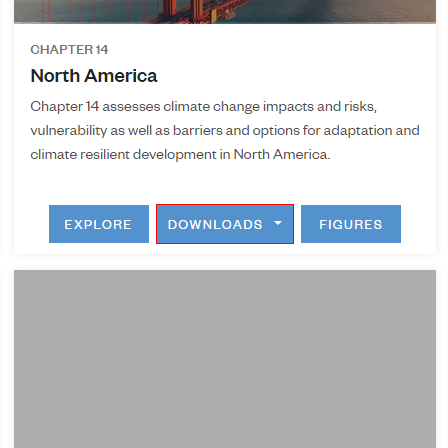 CHAPTER 14
North America
Chapter 14 assesses climate change impacts and risks,
vulnerability as well as barriers and options for adaptation and
climate resilient development in North America.
EXPLORE
DOWNLOADS
FIGURES